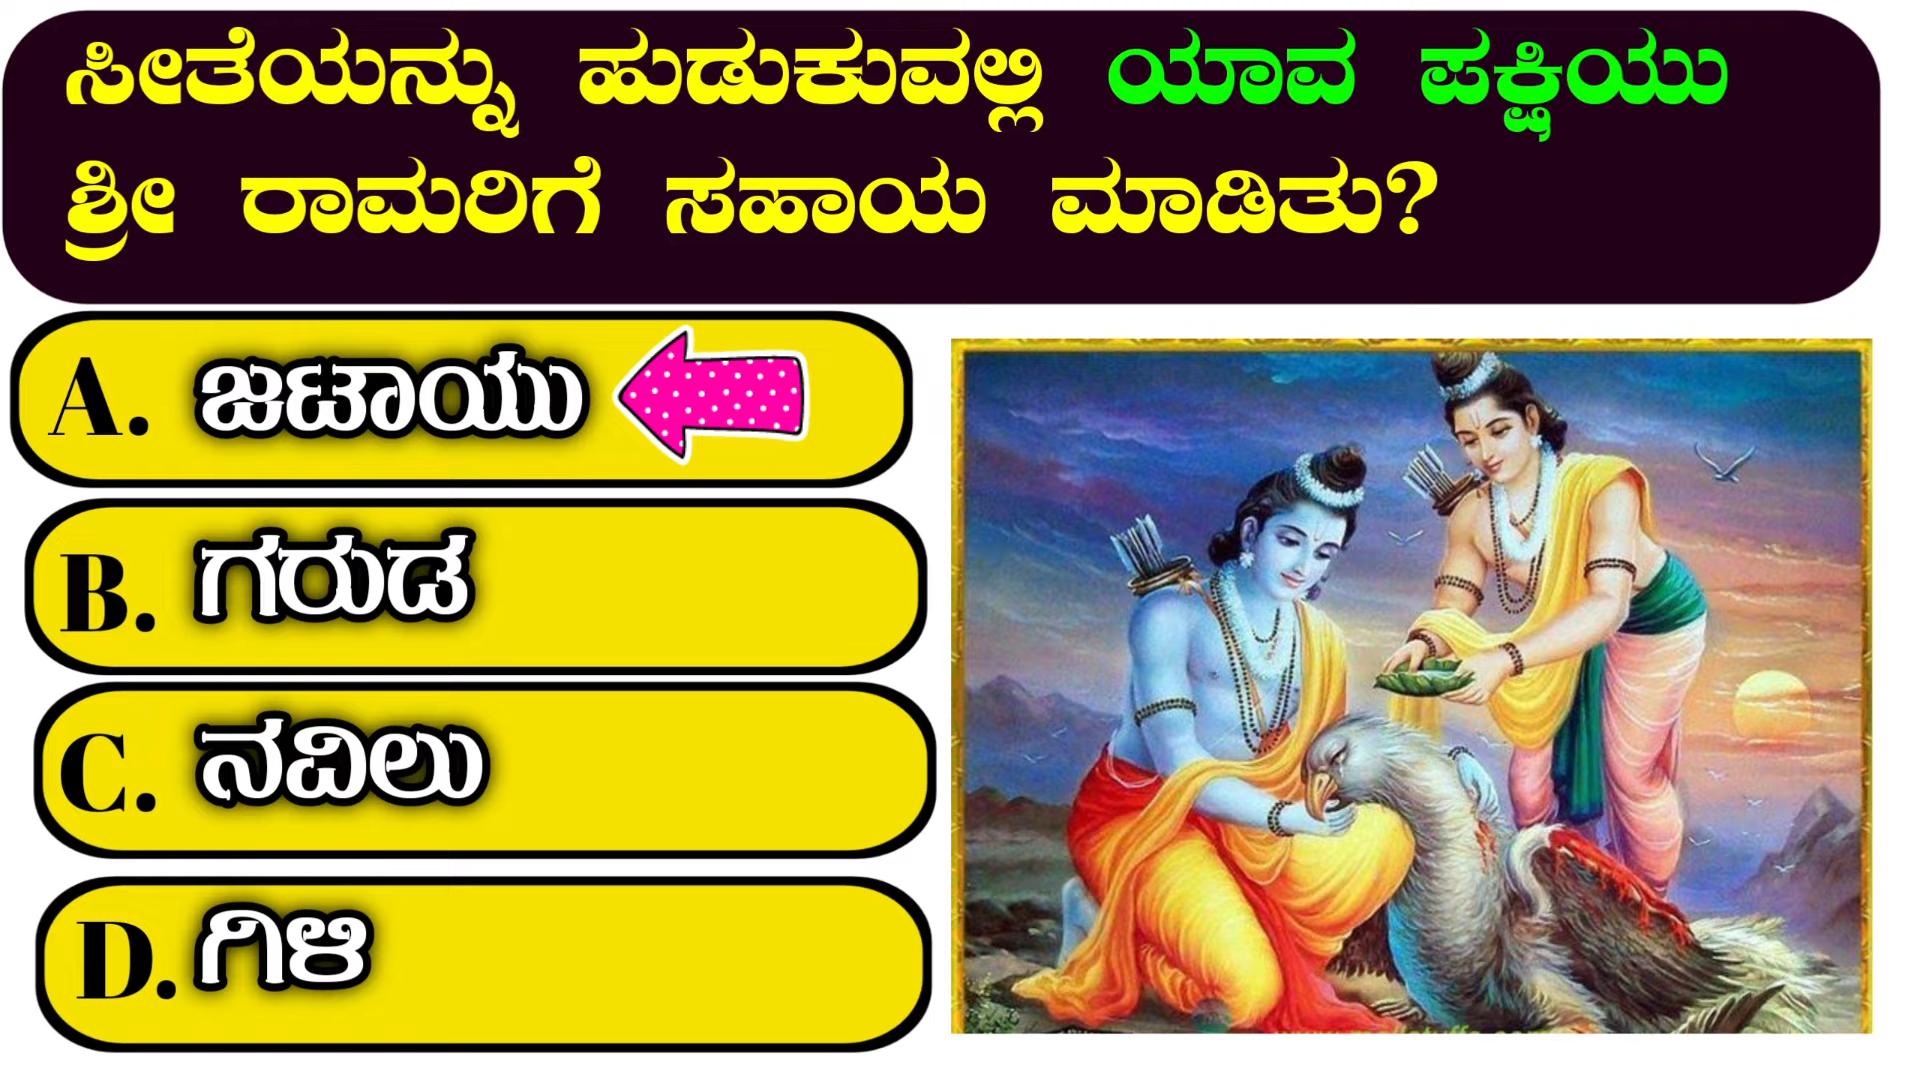 ಸೀತೆಯನ್ನು ಹುಡುಕುವಲ್ಲಿ ಯಾವ ಪಕ್ಷಿಯು
ಶ್ರೀ ರಾಮರಿಗೆ ಸಹಾಯ ಮಾಡಿತು?
A. ಜಟಾಯು
B. ಗರುಡ
C. ನವಿಲು
D. ಗಿಳಿ